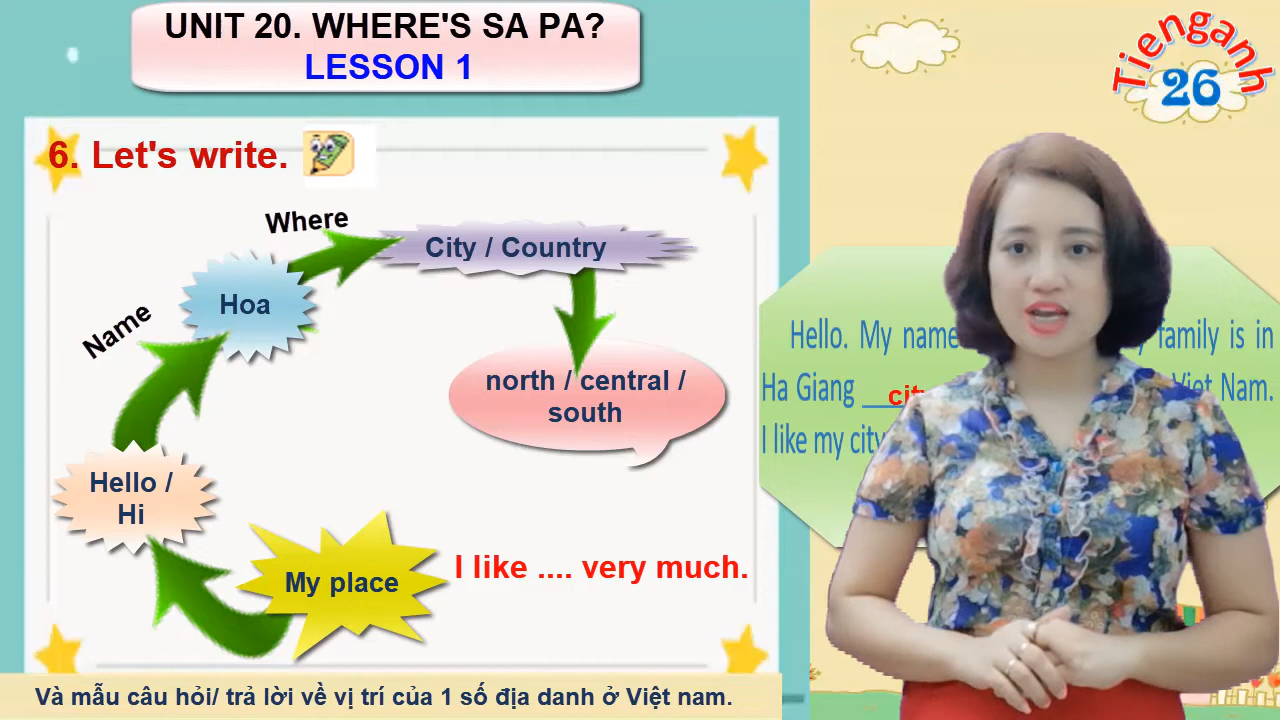 UNIT 20. WHERE'S SA PA?
LESSON 1
Tienganh
26
6. Let's write.
Where
City / Country
Name
Hoa
north / central /
south
Hello /
Hi
My place
I like .... very much.
Hello. My name family is in
Ha Giang ____ Viet Nam.
I like my city
Và mẫu câu hỏi/ trả lời về vị trí của 1 số địa danh ở Việt nam.